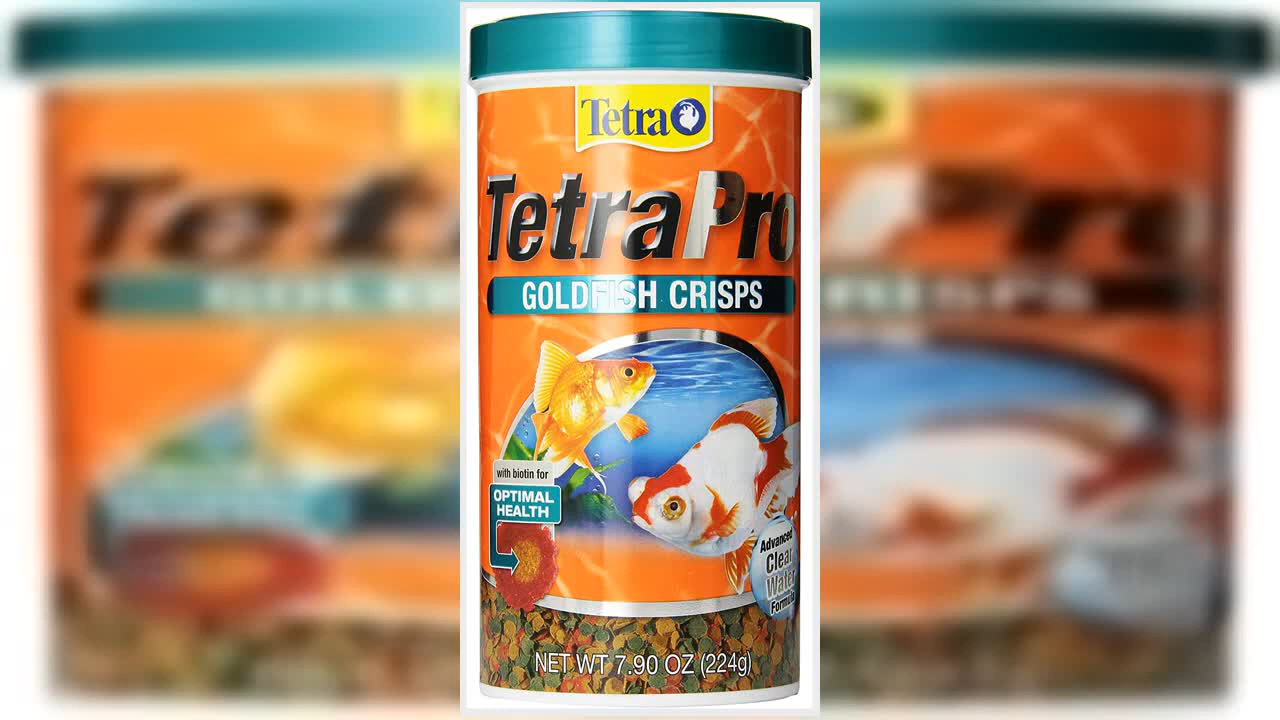 Tetra
TetraPro
GOLDFISH CRISPS
with biotin for
OPTIMAL
HEALTH
Advanced
Clear
Water
Formula
NET WT 7.90 OZ (224g)